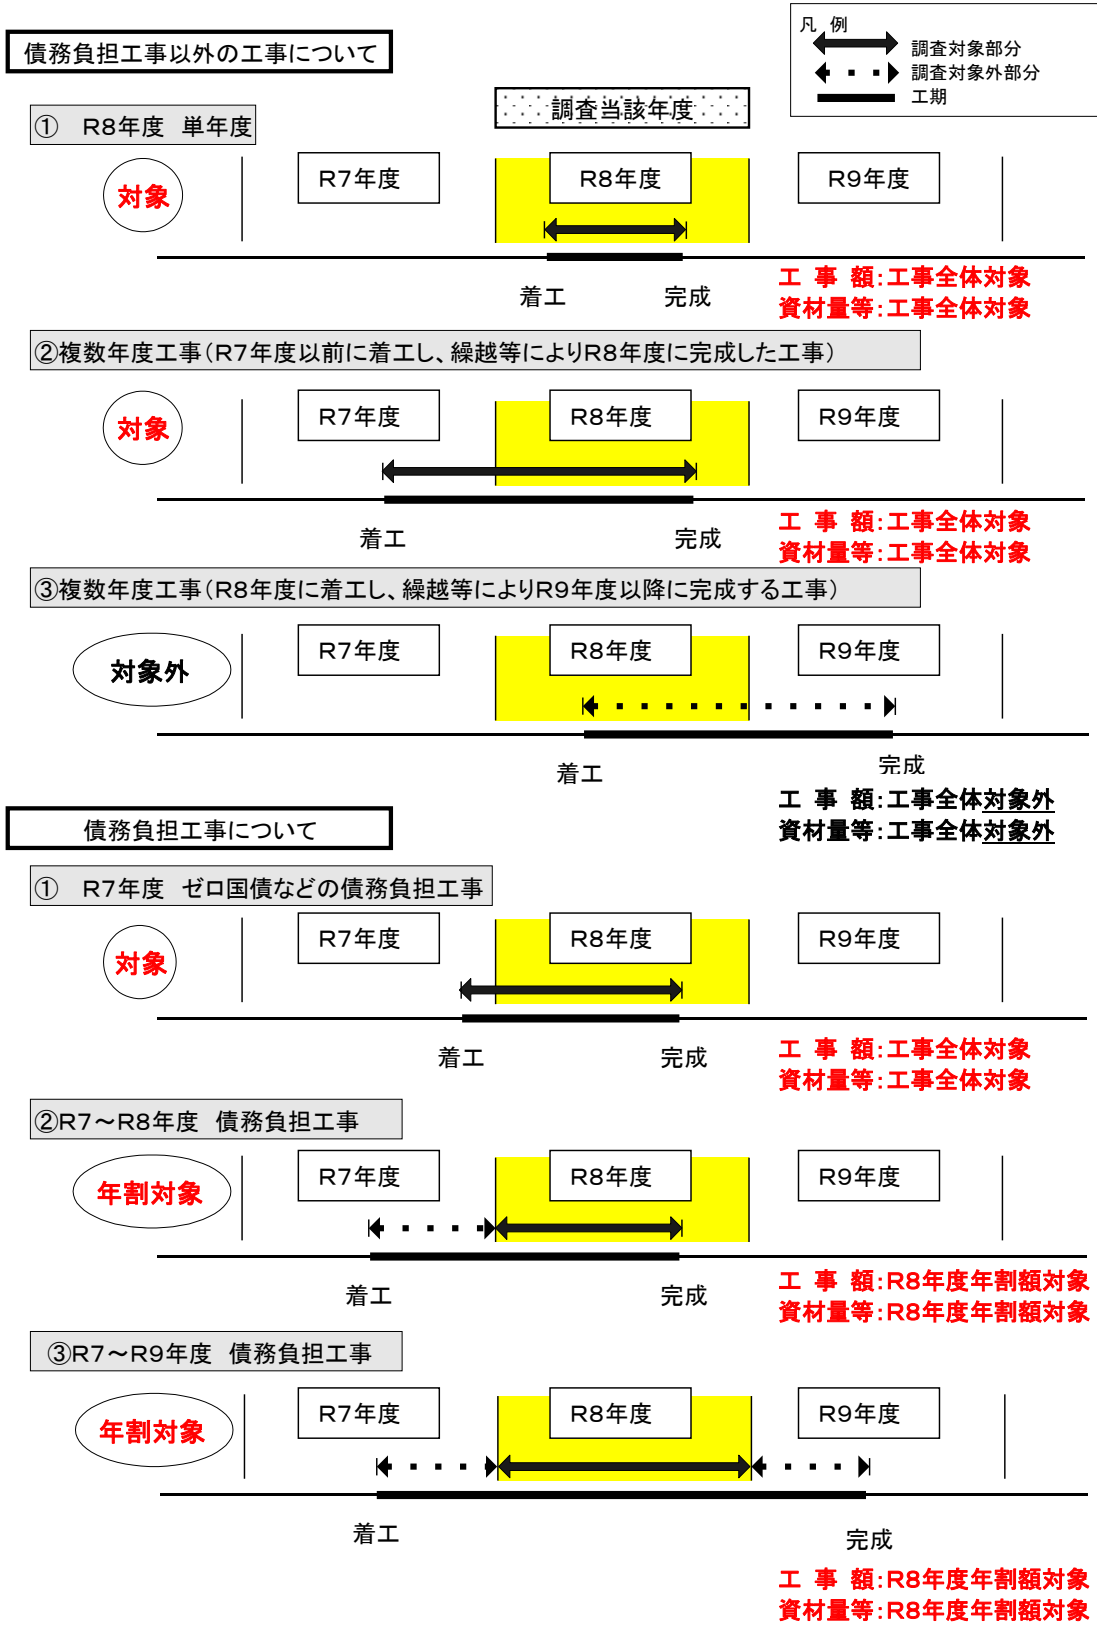 凡 例
調査対象部分
調査対象外部分
工期
債務負担工事以外の工事について
調査当該年度
① R8年度 単年度
対象
R7年度 R8年度 R9年度
着工 完成
工 事 額:工事全体対象
資材量等:工事全体対象
②複数年度工事(R7年度以前に着工し、繰越等によりR8年度に完成した工事)
対象
R7年度 R8年度 R9年度
着工 完成
工 事 額:工事全体対象
資材量等:工事全体対象
③複数年度工事(R8年度に着工し、繰越等によりR9年度以降に完成する工事)
対象外
R7年度 R8年度 R9年度
着工 完成
工 事 額:工事全体対象外
資材量等:工事全体対象外
債務負担工事について
① R7年度 ゼロ国債などの債務負担工事
対象
R7年度 R8年度 R9年度
着工 完成
工 事 額:工事全体対象
資材量等:工事全体対象
②R7～R8年度 債務負担工事
年割対象
R7年度 R8年度 R9年度
着工 完成
工 事 額:R8年度年割額対象
資材量等:R8年度年割額対象
③R7～R9年度 債務負担工事
年割対象
R7年度 R8年度 R9年度
着工 完成
工 事 額:R8年度年割額対象
資材量等:R8年度年割額対象